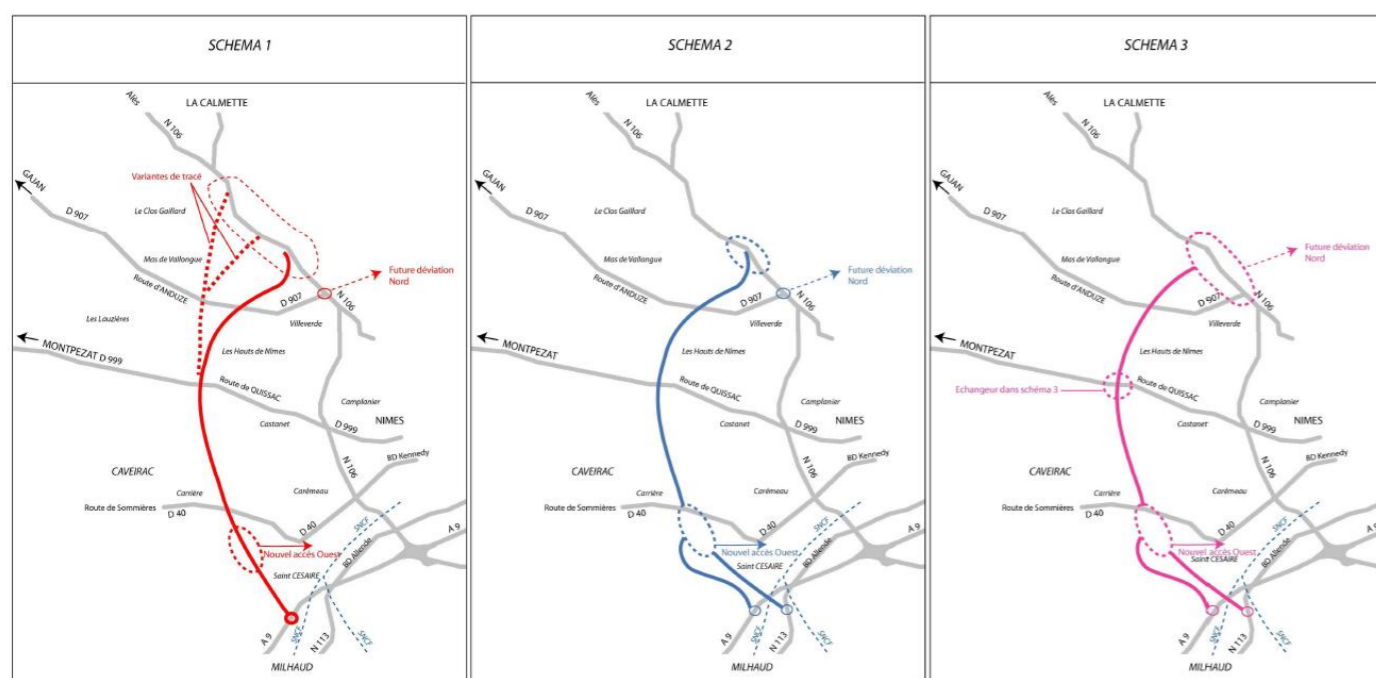 SCHEMA 1
LA CALMETTE
Alès
N 106
GAJAN
Variantes de tracé
D 907
Le Clos Gaillard
Mas de Vallongue
Future déviation
Nord
Route d'ANDUZE
D 907
N 106
Les Lauzières
Villeverde
MONTPEZAT D 999
Les Hauts de Nîmes
Route de QUISSAC
Camplanier
Castanet
D 999
NIMES
N 106
BD Kennedy
CAVEIRAC
Carrière
Carémeau
Route de Sommières
D 40
D 40
SNCF
A 9
Nouvel accés Ouest
BD Allende
Saint CESAIRE
A 9
SNCF
N 113
SNCF
MILHAUD
SCHEMA 2
LA CALMETTE
Alès
N 106
GAJAN
D 907
Le Clos Gaillard
Mas de Vallongue
Future déviation
Nord
Route d'ANDUZE
D 907
N 106
Villeverde
MONTPEZAT
Les Hauts de Nîmes
Route de QUISSAC
Camplanier
Castanet
D 999
NIMES
N 106
BD Kennedy
CAVEIRAC
Carrière
Carémeau
Route de Sommières
D 40
D 40
SNCF
A 9
Nouvel accés Ouest
BD Allende
Saint CESAIRE
A 9
SNCF
N 113
SNCF
MILHAUD
SCHEMA 3
LA CALMETTE
Alès
N 106
GAJAN
D 907
Le Clos Gaillard
Mas de Vallongue
Future déviation
Nord
Route d'ANDUZE
D 907
N 106
Villeverde
MONTPEZAT
Les Hauts de Nîmes
Echangeur dans schéma 3
Route de QUISSAC
Camplanier
Castanet
D 999
NIMES
N 106
BD Kennedy
CAVEIRAC
Carrière
Carémeau
Route de Sommières
D 40
D 40
SNCF
A 9
Nouvel accés Ouest
BD Allende
Saint CESAIRE
A 9
SNCF
N 113
SNCF
MILHAUD